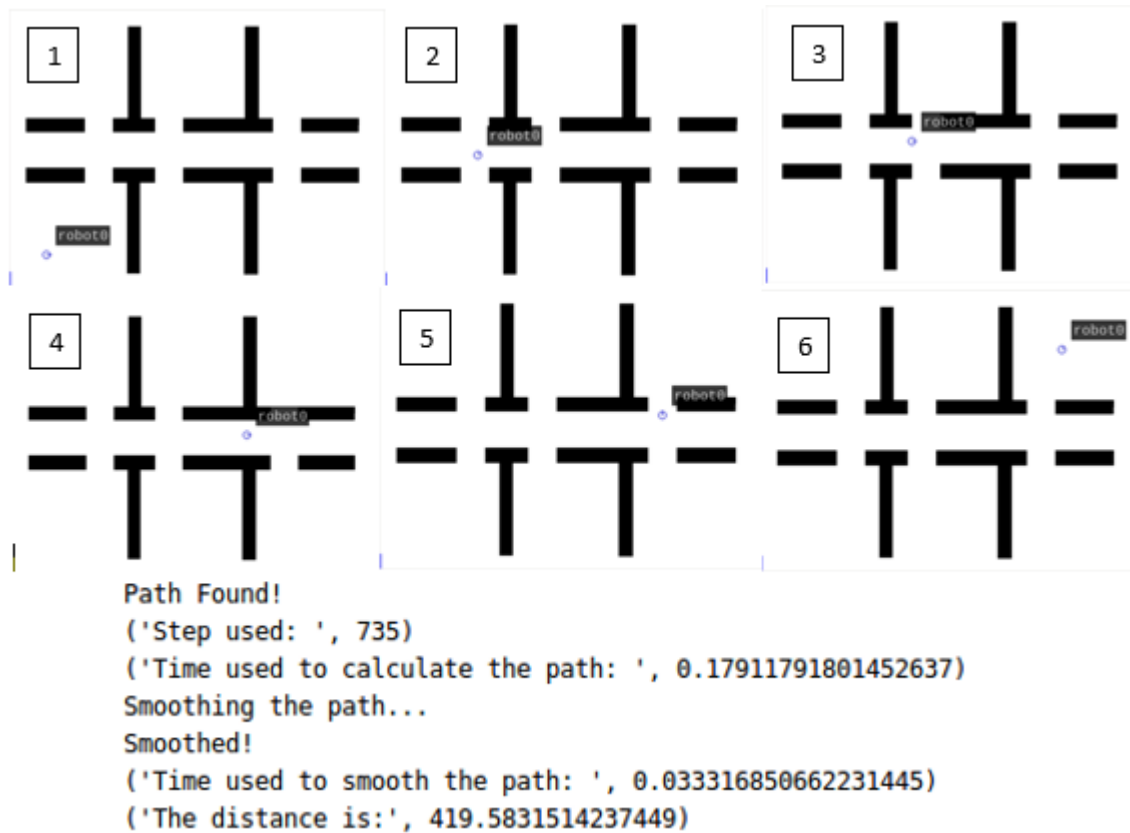 1
robot0
2
robot0
3
robot0
4
robot0
5
robot0
6
robot0
Path Found!
('Step used: ', 735)
('Time used to calculate the path: ', 0.17911791801452637)
Smoothing the path...
Smoothed!
('Time used to smooth the path: ', 0.033316850662231445)
('The distance is:', 419.5831514237449)